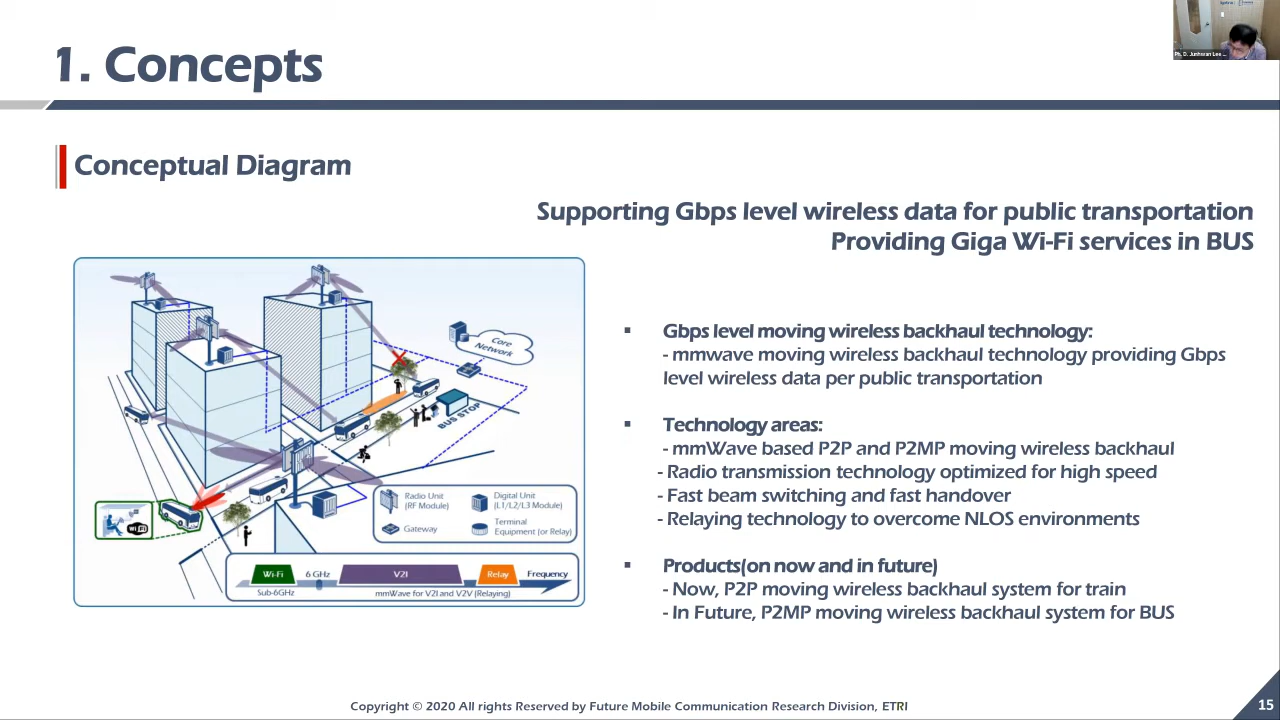 1. Concepts
Ph. D. Junhwan Lee ...
Conceptual Diagram
Supporting Gbps level wireless data for public transportation
Providing Giga Wi-Fi services in BUS
Core
Network
BUS STOP
WiFi
Radio Unit
(RF Module)
Digital Unit
(L1/L2/L3 Module)
Gateway
Terminal
Equipment (or Relay)
Wi-Fi
6 GHz
V2I
Relay
Frequency
Sub-6GHz
mmWave for V2I and V2V (Relaying)
▪ Gbps level moving wireless backhaul technology:
- mmwave moving wireless backhaul technology providing Gbps
level wireless data per public transportation
▪ Technology areas:
- mmWave based P2P and P2MP moving wireless backhaul
- Radio transmission technology optimized for high speed
- Fast beam switching and fast handover
- Relaying technology to overcome NLOS environments
▪ Products(on now and in future)
- Now, P2P moving wireless backhaul system for train
- In Future, P2MP moving wireless backhaul system for BUS
Copyright © 2020 All rights Reserved by Future Mobile Communication Research Division, ETRI
15